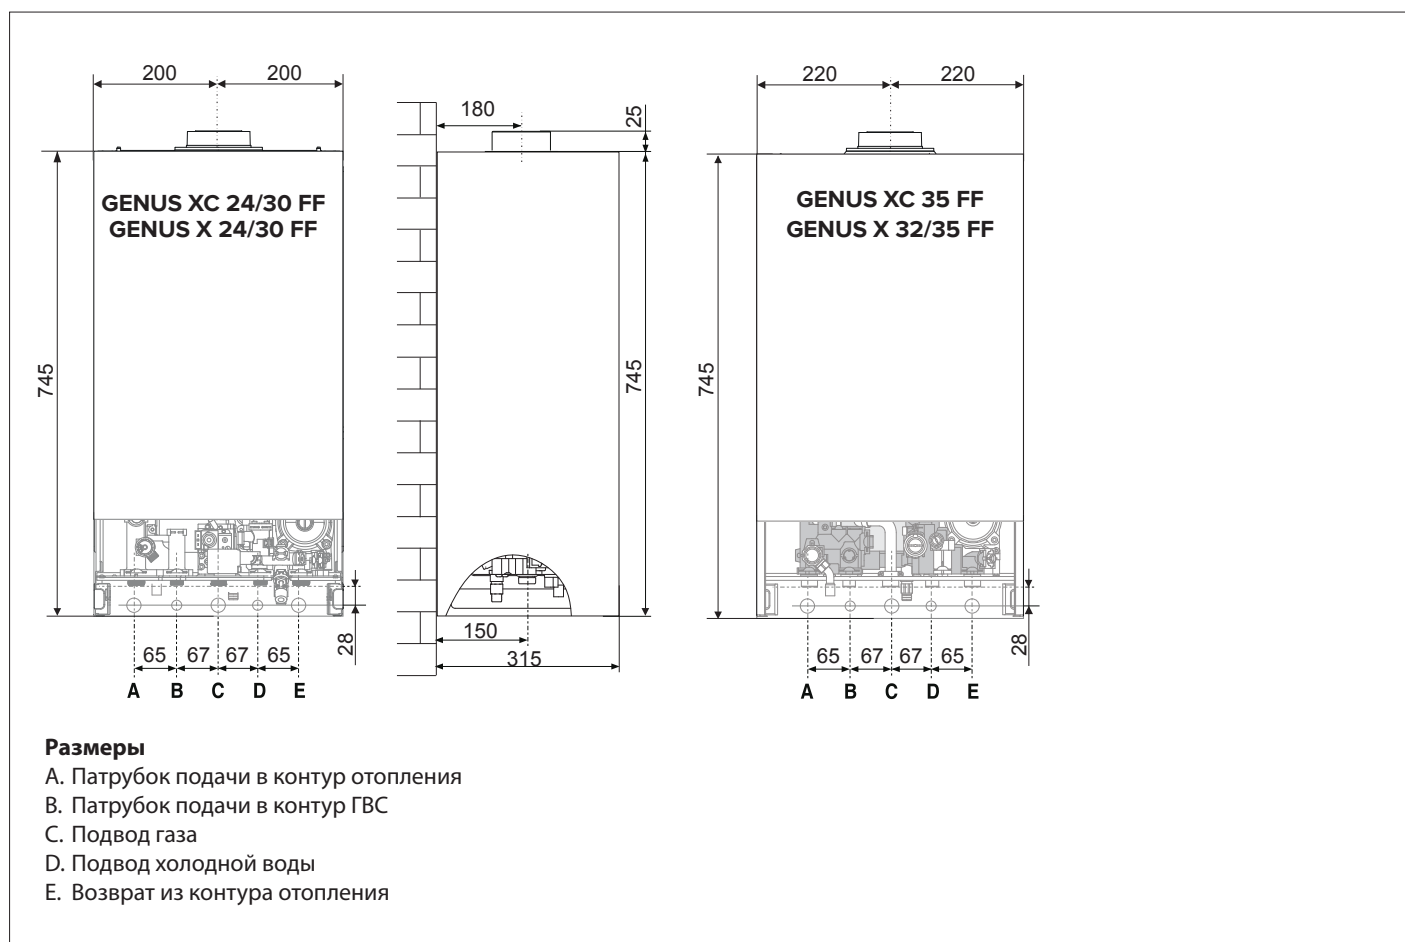 200 200
180
25
220 220
GENUS XC 24/30 FF
GENUS X 24/30 FF
GENUS XC 35 FF
GENUS X 32/35 FF
745
745
745
28
150
28
65 67 67 65
315
65 67 67 65
A B C D E
A B C D E
Размеры
A. Патрубок подачи в контур отопления
B. Патрубок подачи в контур ГВС
C. Подвод газа
D. Подвод холодной воды
E. Возврат из контура отопления